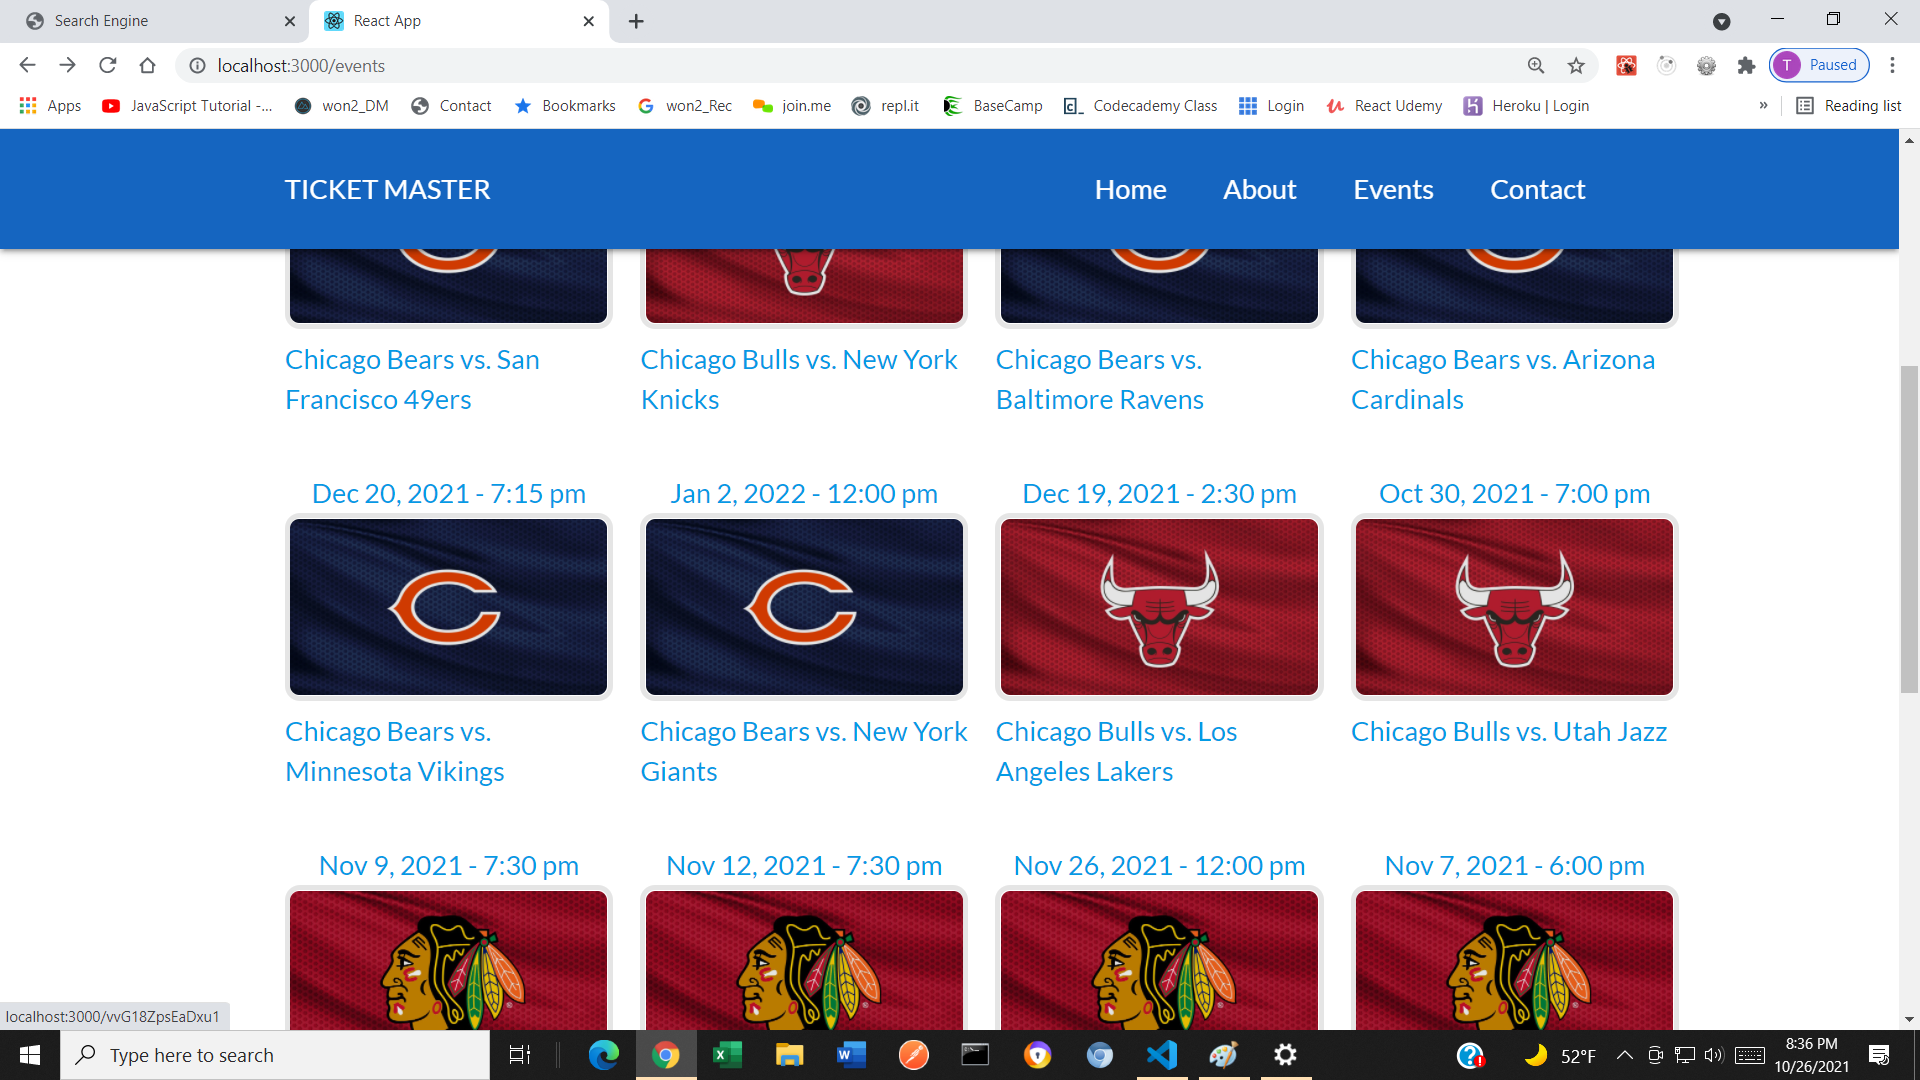 Search Engine
React App
localhost:3000/events
T
Paused
Apps
JavaScript Tutorial -...
won2_DM
Contact
Bookmarks
won2_Rec
join.me
repl.it
BaseCamp
Codecademy Class
Login
React Udemy
Heroku | Login
»
Reading list
TICKET MASTER
Home
About
Events
Contact
Chicago Bears vs. San
Francisco 49ers
Chicago Bulls vs. New York
Knicks
Chicago Bears vs.
Baltimore Ravens
Chicago Bears vs. Arizona
Cardinals
Dec 20, 2021 - 7:15 pm
Jan 2, 2022 - 12:00 pm
Dec 19, 2021 - 2:30 pm
Oct 30, 2021 - 7:00 pm
Chicago Bears vs.
Minnesota Vikings
Chicago Bears vs. New York
Giants
Chicago Bulls vs. Los
Angeles Lakers
Chicago Bulls vs. Utah Jazz
Nov 9, 2021 - 7:30 pm
Nov 12, 2021 - 7:30 pm
Nov 26, 2021 - 12:00 pm
Nov 7, 2021 - 6:00 pm
localhost:3000/vvG18ZpsEaDxu1
Type here to search
52°F
8:36 PM
10/26/2021